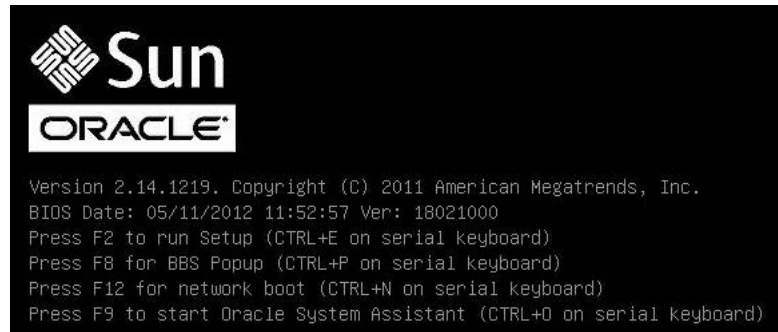 Sun
ORACLE
Version 2.14.1219. Copyright (C) 2011 American Megatrends, Inc.
BIOS Date: 05/11/2012 11:52:57 Ver: 18021000
Press F2 to run Setup (CTRL+E on serial keyboard)
Press F8 for BBS Popup (CTRL+P on serial keyboard)
Press F12 for network boot (CTRL+N on serial keyboard)
Press F9 to start Oracle System Assistant (CTRL+O on serial keyboard)